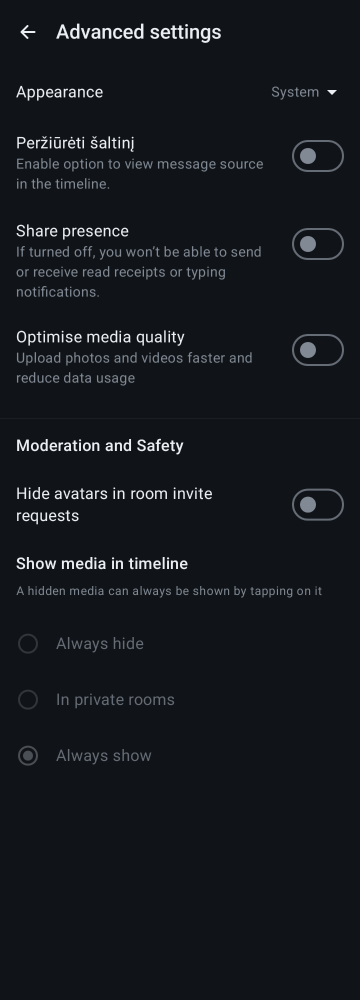 Advanced settings
Appearance
System
Peržiūrėti šaltinį
Enable option to view message source
in the timeline.
Share presence
If turned off, you won’t be able to send
or receive read receipts or typing
notifications.
Optimise media quality
Upload photos and videos faster and
reduce data usage
Moderation and Safety
Hide avatars in room invite
requests
Show media in timeline
A hidden media can always be shown by tapping on it
Always hide
In private rooms
Always show